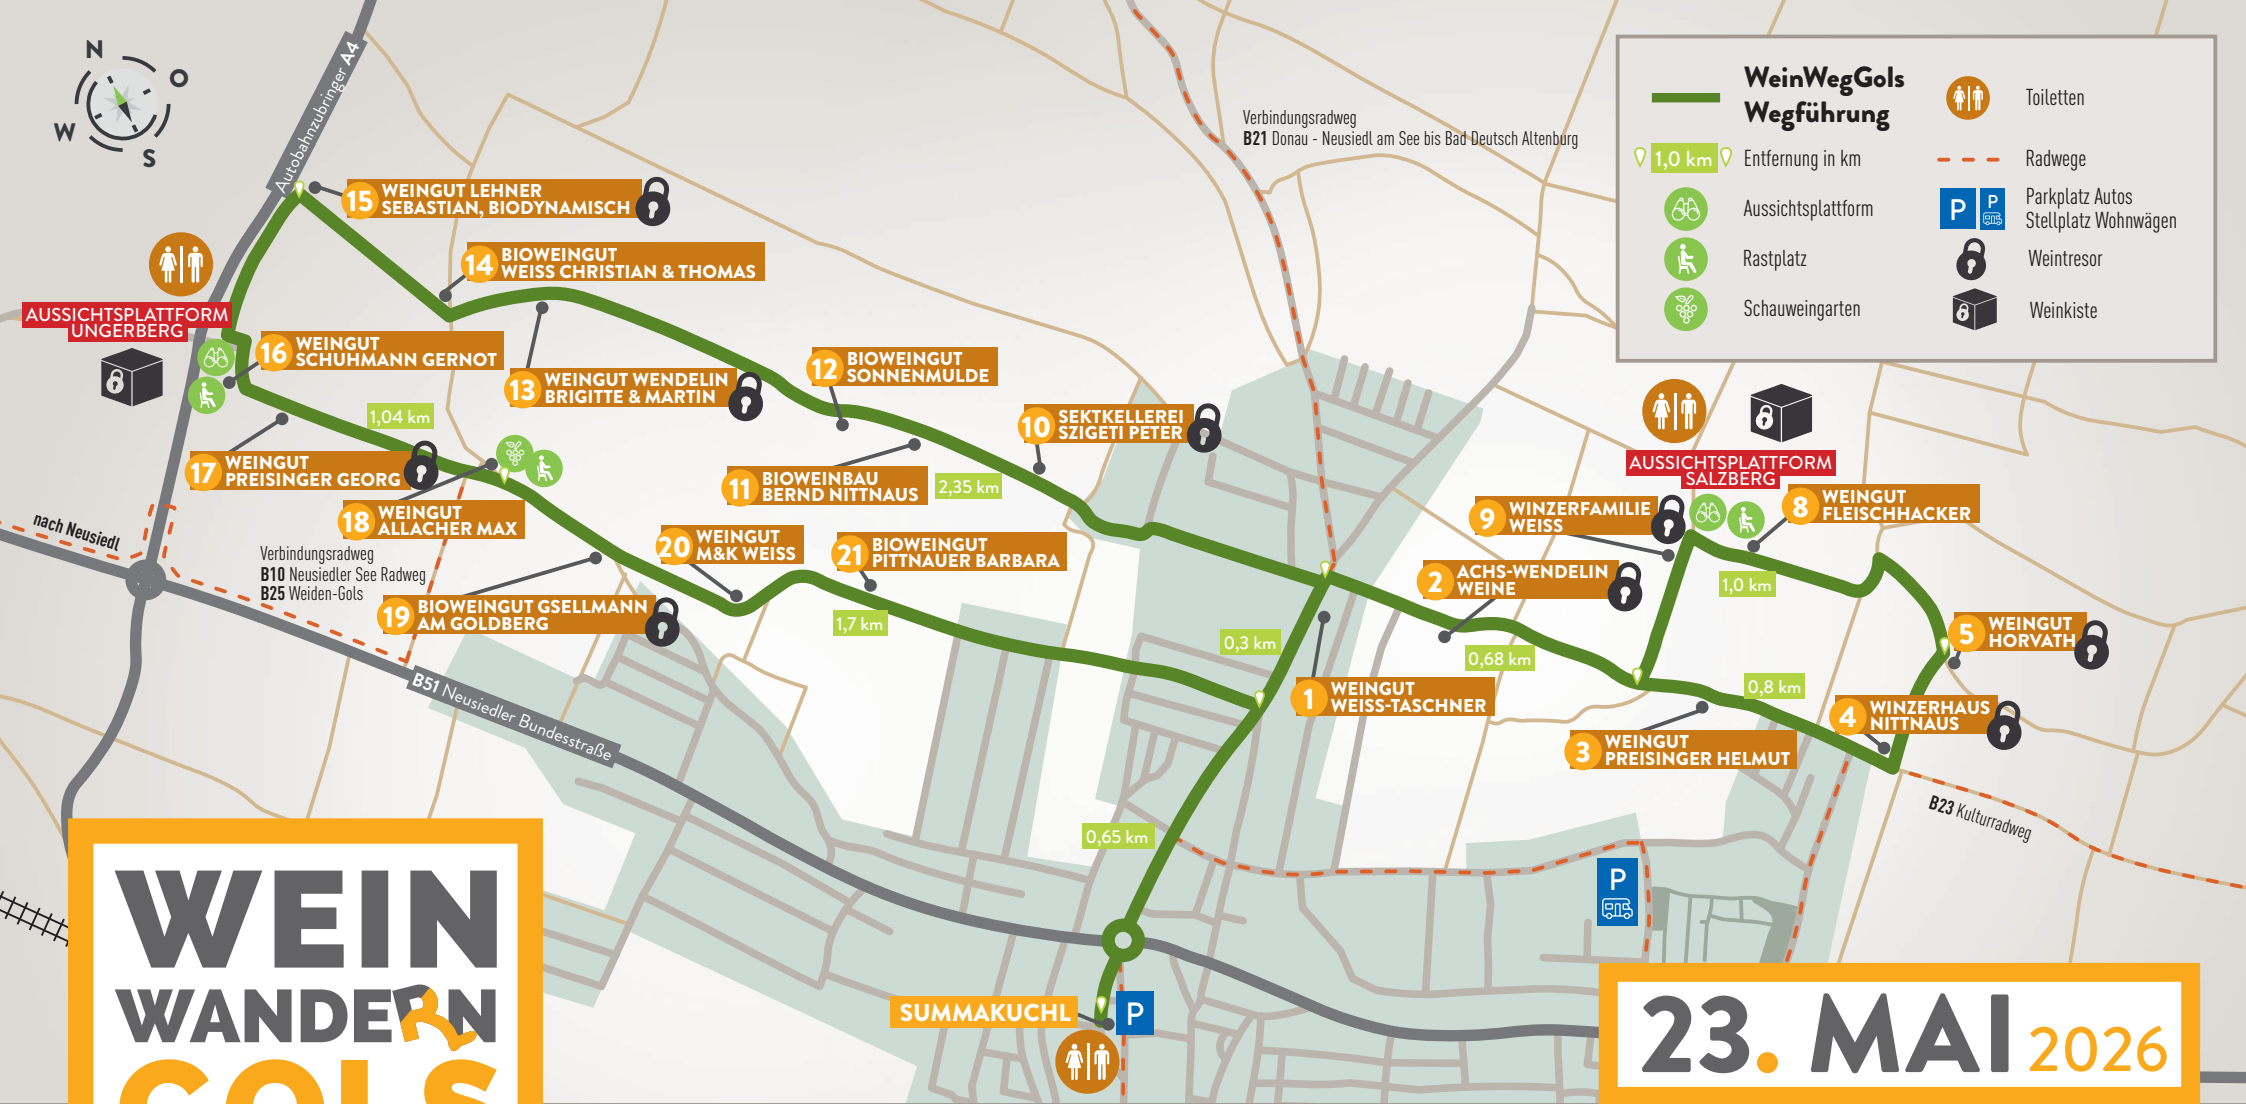 N
O
W
S
Autobahnzubringer A4
15 WEINGUT LEHNER
SEBASTIAN, BIODYNAMISCH
14 BIOWEINGUT
WEISS CHRISTIAN & THOMAS
AUSSICHTSPLATTFORM
UNGERBERG
16 WEINGUT
SCHUHMANN GERNOT
13 WEINGUT WENDELIN
BRIGITTE & MARTIN
12 BIOWEINGUT
SONNENMULDE
10 SEKTKELLEREI
SZIGETI PETER
1,04 km
17 WEINGUT
PREISINGER GEORG
11 BIOWEINBAU
BERND NITTNAUS
2,35 km
18 WEINGUT
ALLACHER MAX
nach Neusiedl
Verbindungsradweg
B10 Neusiedler See Radweg
B25 Weiden-Gols
20 WEINGUT
M&K WEISS
21 BIOWEINGUT
PITTNAUER BARBARA
19 BIOWEINGUT GSELLMANN
AM GOLDBERG
1,7 km
B51 Neusiedler Bundesstraße
Verbindungsradweg
B21 Donau - Neusiedl am See bis Bad Deutsch Altenburg
WeinWegGols
Wegführung
1,0 km
Entfernung in km
Aussichtsplattform
Rastplatz
Schauweingarten
Toiletten
Radwege
P
P
Parkplatz Autos
Stellplatz Wohnwägen
Weintresor
Weinkiste
AUSSICHTSPLATTFORM
SALZBERG
9 WINZERFAMILIE
WEISS
8 WEINGUT
FLEISCHHACKER
2 ACHS-WENDELIN
WEINE
1,0 km
5 WEINGUT
HORVATH
0,3 km
0,68 km
1 WEINGUT
WEISS-TASCHNER
0,8 km
4 WINZERHAUS
NITTNAUS
3 WEINGUT
PREISINGER HELMUT
B23 Kulturradweg
0,65 km
P
SUMMAKUCHL
P
WEIN
WANDERN
GOLS
23. MAI 2026